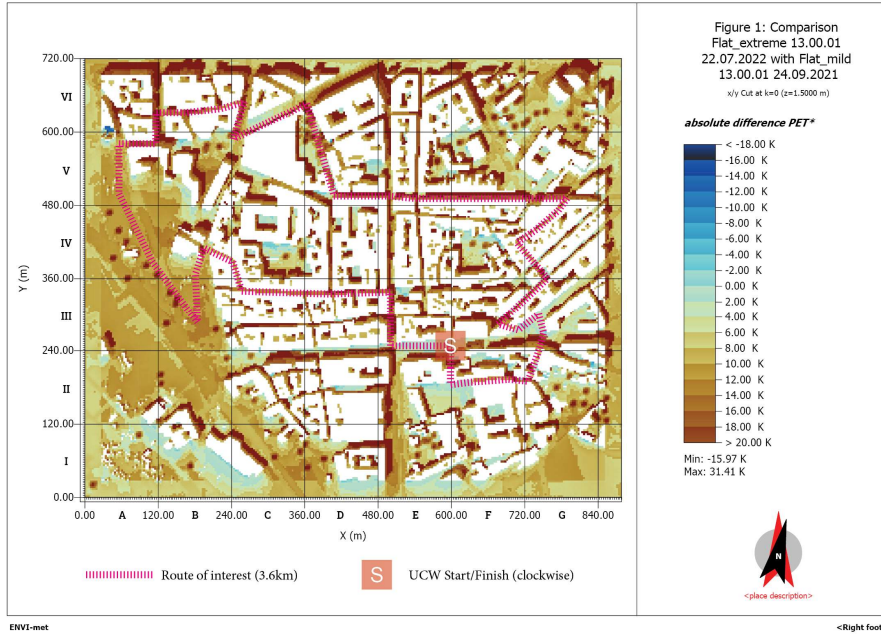 Figure 1: Comparison
Flat_extreme 13.00.01
22.07.2022 with Flat_mild
13.00.01 24.09.2021
x/y Cut at k=0 (z=1.5000 m)
absolute difference PET*
< -18.00 K
-16.00 K
-14.00 K
-12.00 K
-10.00 K
-8.00 K
-6.00 K
-4.00 K
-2.00 K
0.00 K
2.00 K
4.00 K
6.00 K
8.00 K
10.00 K
12.00 K
14.00 K
16.00 K
18.00 K
> 20.00 K
Min: -15.97 K
Max: 31.41 K
N
<place description>
720.00
VI
600.00
V
480.00
IV
360.00
III
240.00
II
120.00
I
0.00
Y (m)
S
0.00 A 120.00 B 240.00 C 360.00 D 480.00 E 600.00 F 720.00 G 840.00
X (m)
Route of interest (3.6km)
S UCW Start/Finish (clockwise)
ENVI-met
<Right foot